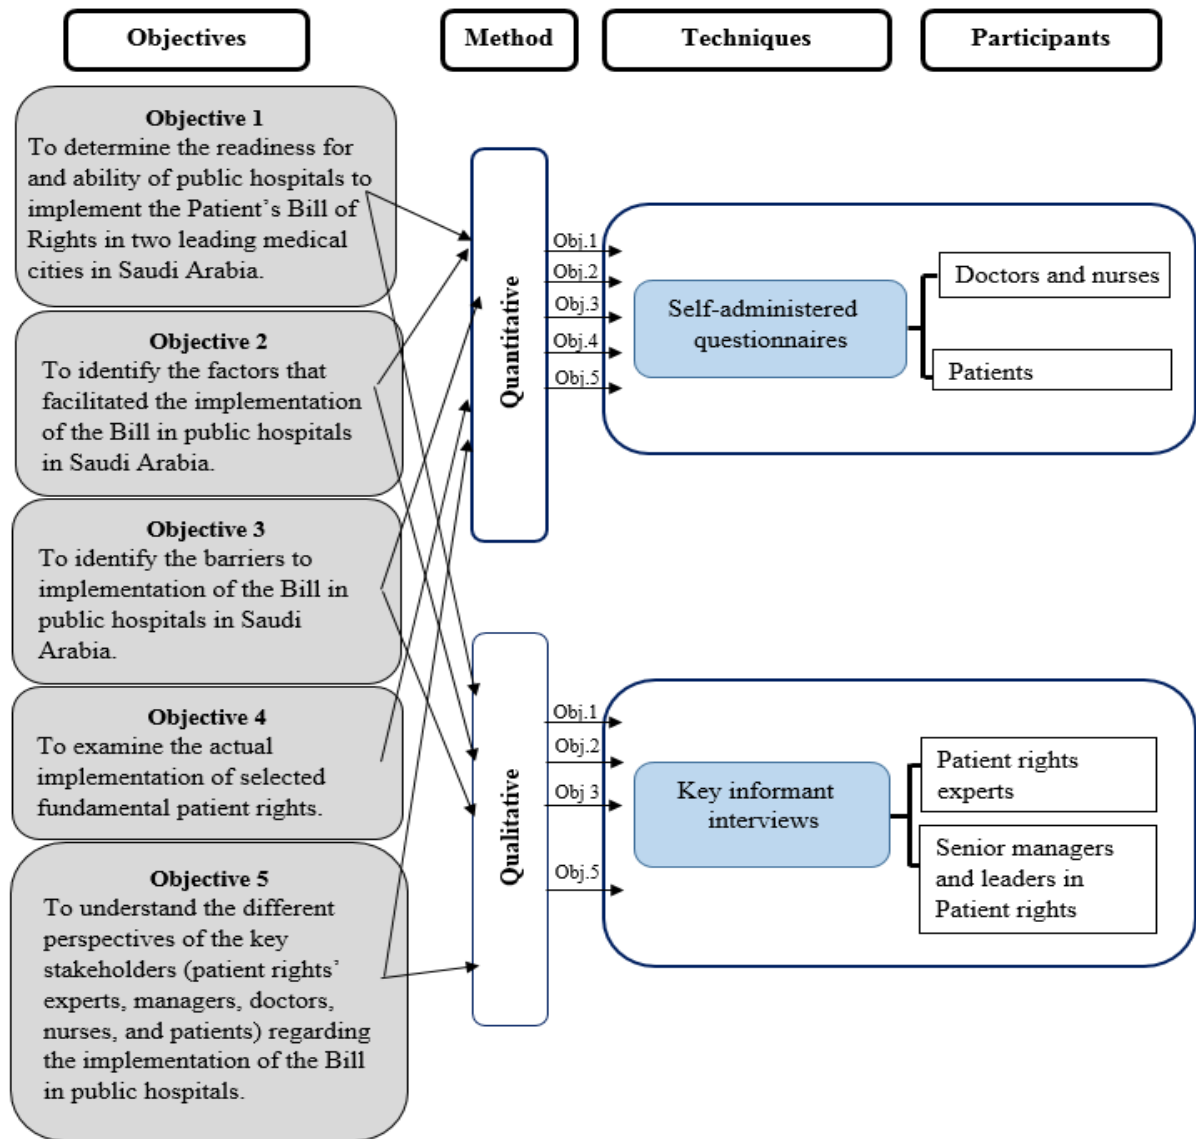 Objectives
Method
Techniques
Participants
Objective 1
To determine the readiness for
and ability of public hospitals to
implement the Patient’s Bill of
Rights in two leading medical
cities in Saudi Arabia.
Objective 2
To identify the factors that
facilitated the implementation
of the Bill in public hospitals
in Saudi Arabia.
Objective 3
To identify the barriers to
implementation of the Bill in
public hospitals in Saudi
Arabia.
Objective 4
To examine the actual
implementation of selected
fundamental patient rights.
Objective 5
To understand the different
perspectives of the key
stakeholders (patient rights’
experts, managers, doctors,
nurses, and patients) regarding
the implementation of the Bill
in public hospitals.
Quantitative
Obj.1
Obj.2
Obj.3
Obj.4
Obj.5
Self-administered
questionnaires
Doctors and nurses
Patients
Qualitative
Obj.1
Obj.2
Obj 3
Obj.5
Key informant
interviews
Patient rights
experts
Senior managers
and leaders in
Patient rights